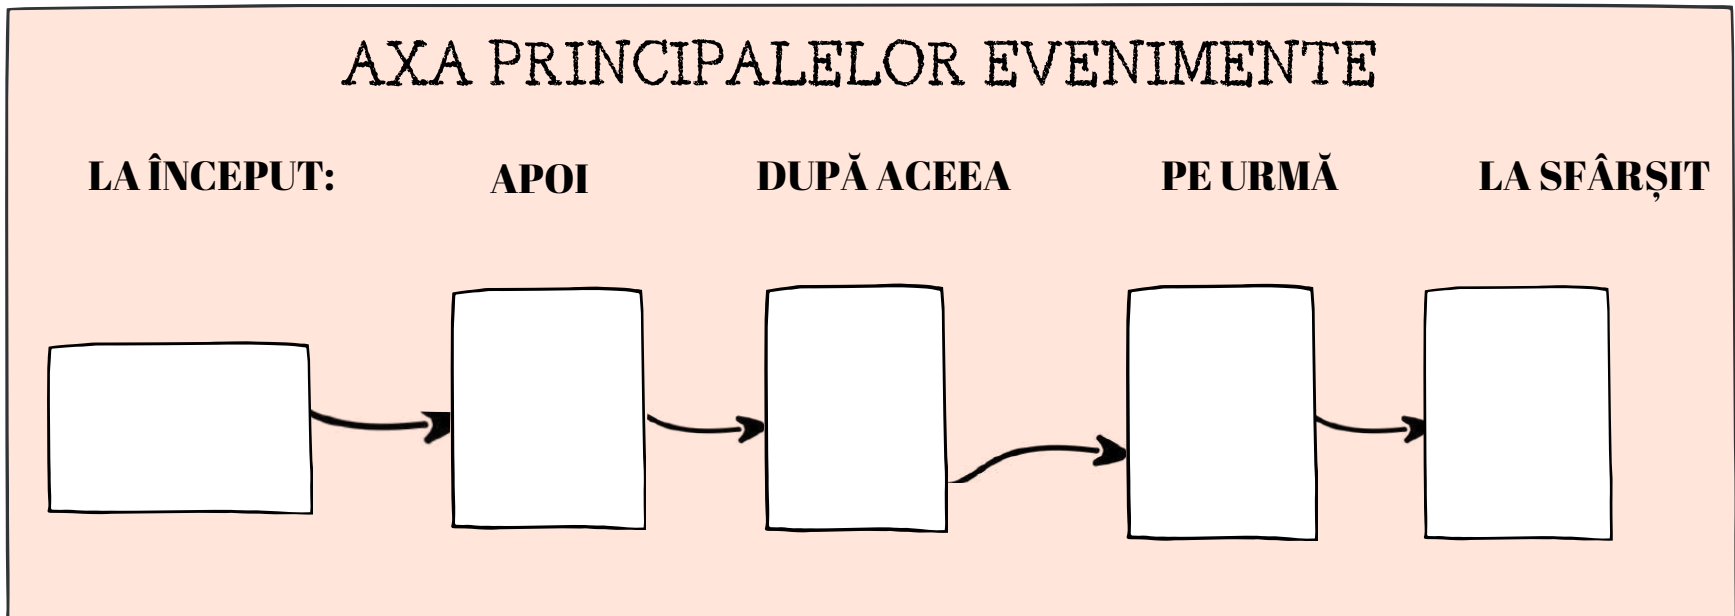 AXA PRINCIPALELOR EVENIMENTE
LA ÎNCEPUT:
APOI
DUPĂ ACEEA
PE URMĂ
LA SFÂRȘIT